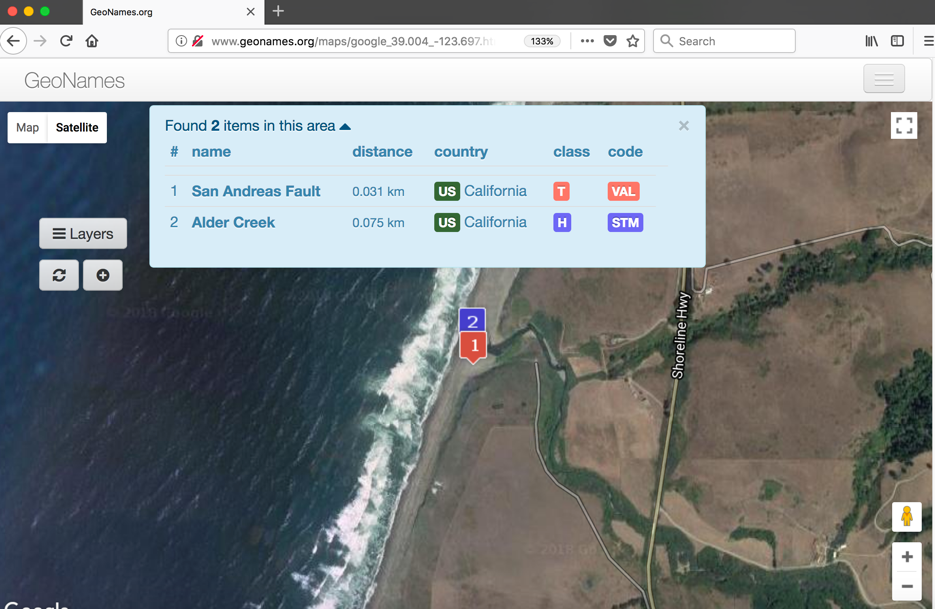 GeoNames.org
www.geonames.org/maps/google_39.004_-123.697.h
133%
Search
GeoNames
Map
Satellite
Found 2 items in this area
# name distance country class code
1 San Andreas Fault 0.031 km US California T VAL
2 Alder Creek 0.075 km US California H STM
Layers
© 2018 Google
2
1
Shoreline Hwy
© 2018
Google